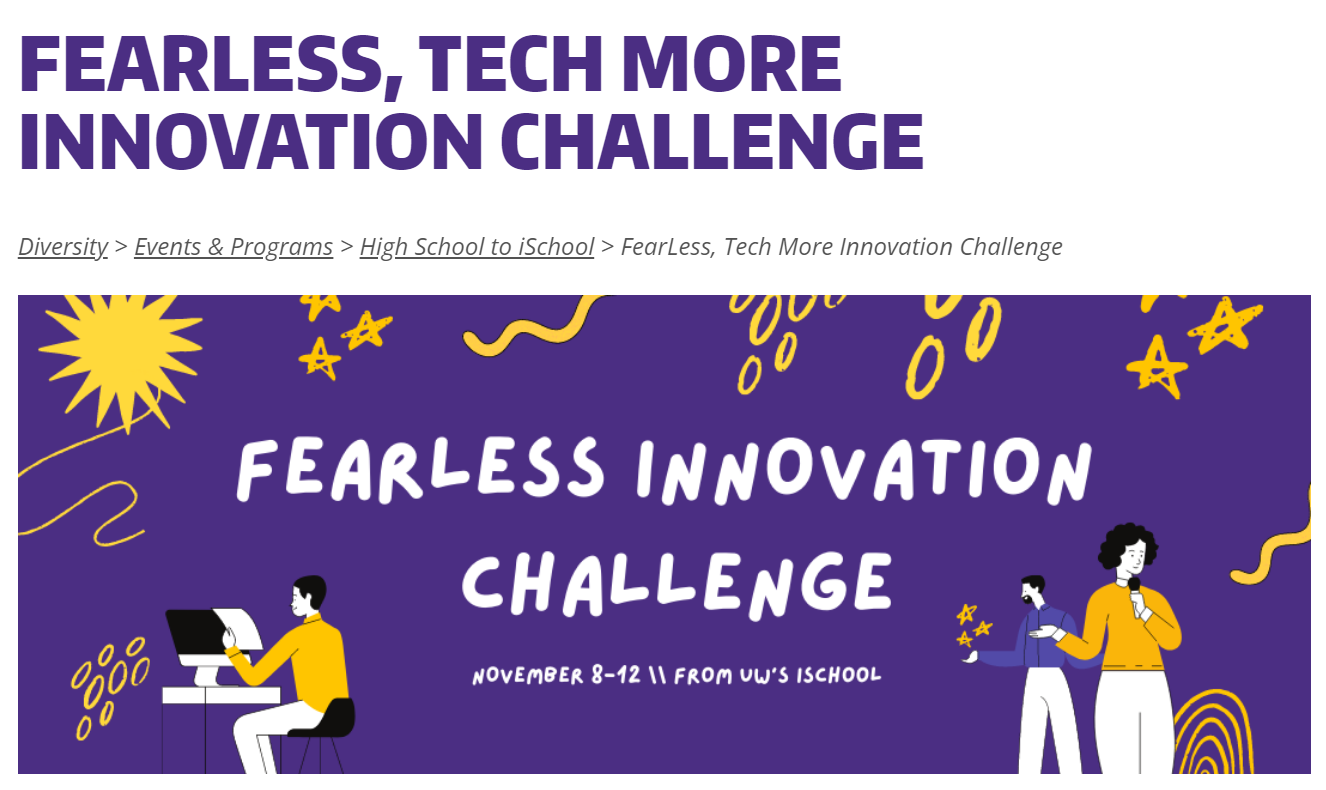 FEARLESS, TECH MORE
INNOVATION CHALLENGE
Diversity > Events & Programs > High School to iSchool > FearLess, Tech More Innovation Challenge
FEARLESS INNOVATION
CHALLENGE
NOVEMBER 8-12 \\ FROM UW'S ISCHOOL